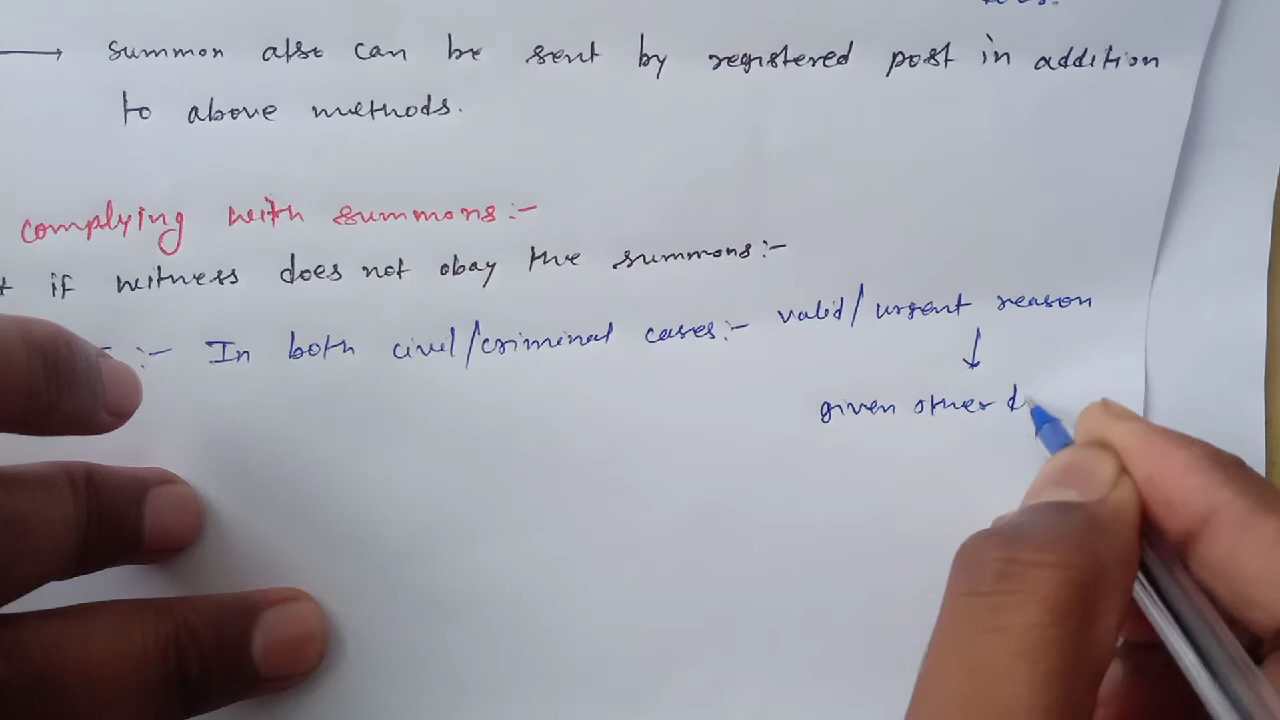 → summon also can be sent by registered post in addition
to above methods.
complying with summons:-
if witness does not obay the summons:-
:- In both civil/criminal cases:- valid/urgent reason
↓
given other d